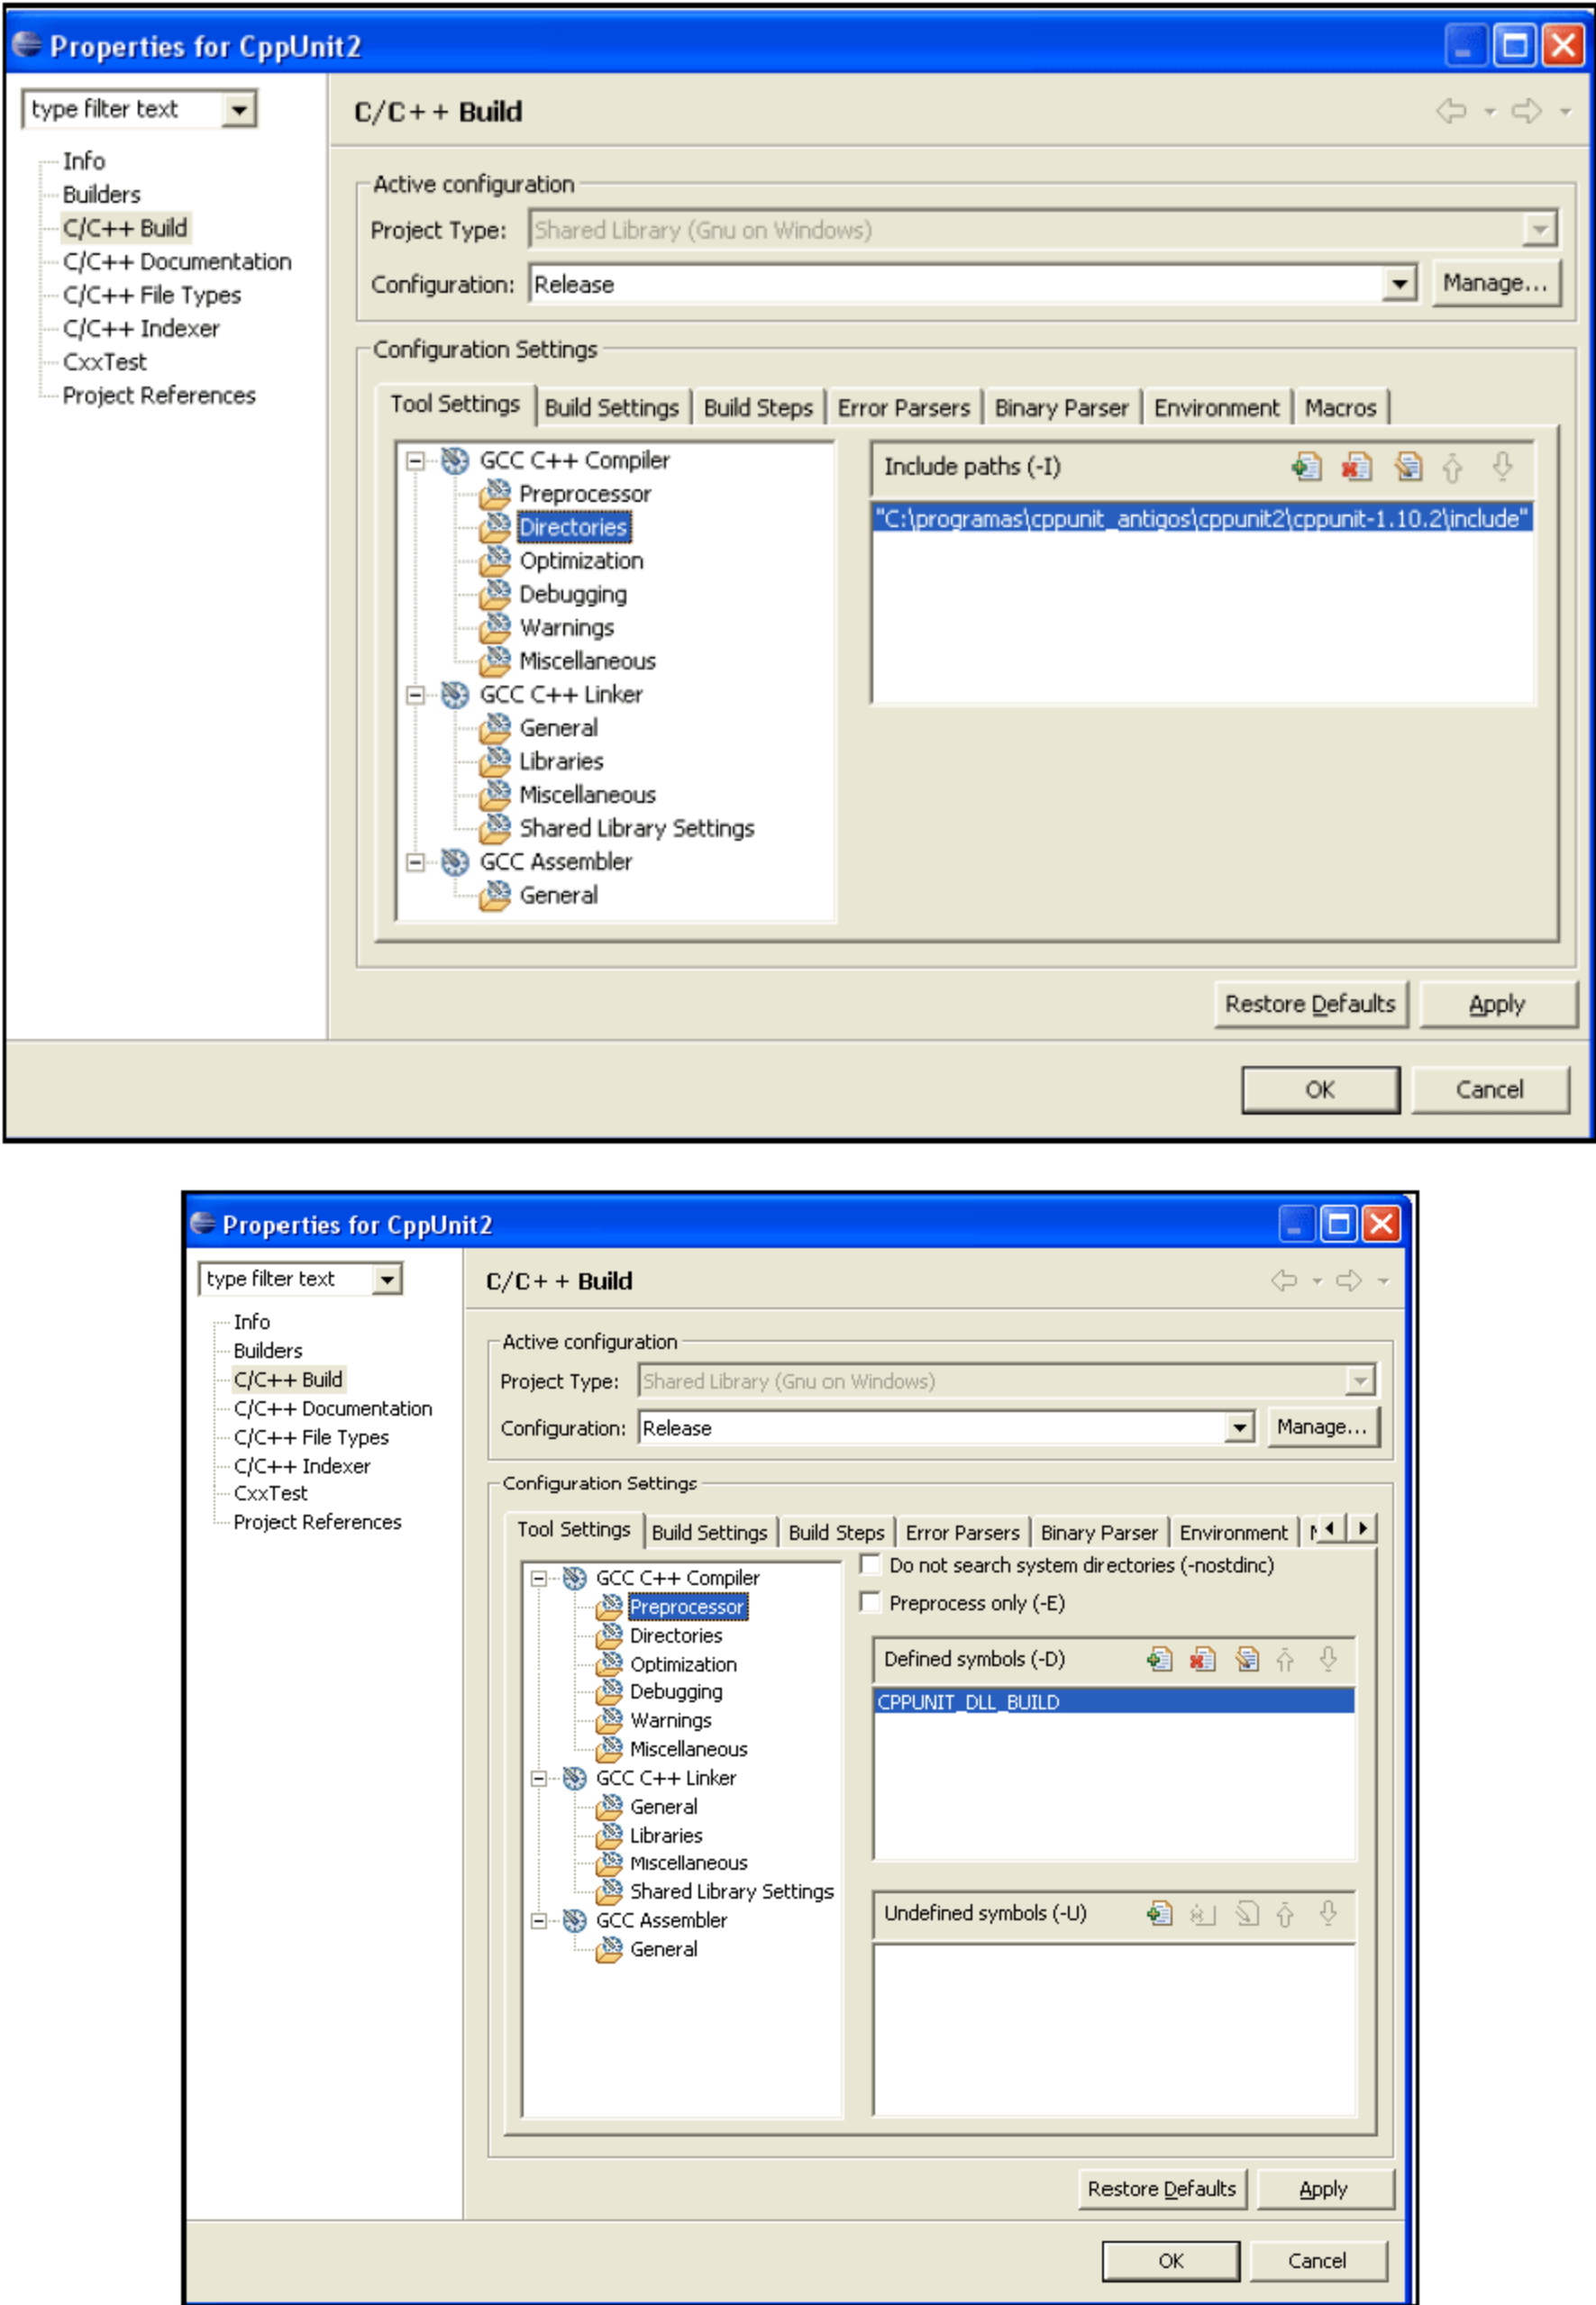 Properties for CppUnit2
type filter text
Info
Builders
C/C++ Build
C/C++ Documentation
C/C++ File Types
C/C++ Indexer
CxxTest
Project References
C/C++ Build
Active configuration
Project Type: Shared Library (Gnu on Windows)
Configuration: Release Manage...
Configuration Settings
Tool Settings Build Settings Build Steps Error Parsers Binary Parser Environment Macros
GCC C++ Compiler
Preprocessor
Directories
Optimization
Debugging
Warnings
Miscellaneous
GCC C++ Linker
General
Libraries
Miscellaneous
Shared Library Settings
GCC Assembler
General
Include paths (-I)
"C:\programas\cppunit_antigos\cppunit2\cppunit-1.10.2\include"
Restore Defaults Apply
OK Cancel
Properties for CppUnit2
type filter text
Info
Builders
C/C++ Build
C/C++ Documentation
C/C++ File Types
C/C++ Indexer
CxxTest
Project References
C/C++ Build
Active configuration
Project Type: Shared Library (Gnu on Windows)
Configuration: Release Manage...
Configuration Settings
Tool Settings Build Settings Build Steps Error Parsers Binary Parser Environment
GCC C++ Compiler
Preprocessor
Directories
Optimization
Debugging
Warnings
Miscellaneous
GCC C++ Linker
General
Libraries
Miscellaneous
Shared Library Settings
GCC Assembler
General
Do not search system directories (-nostdinc)
Preprocess only (-E)
Defined symbols (-D)
CPPUNIT_DLL_BUILD
Undefined symbols (-U)
Restore Defaults Apply
OK Cancel